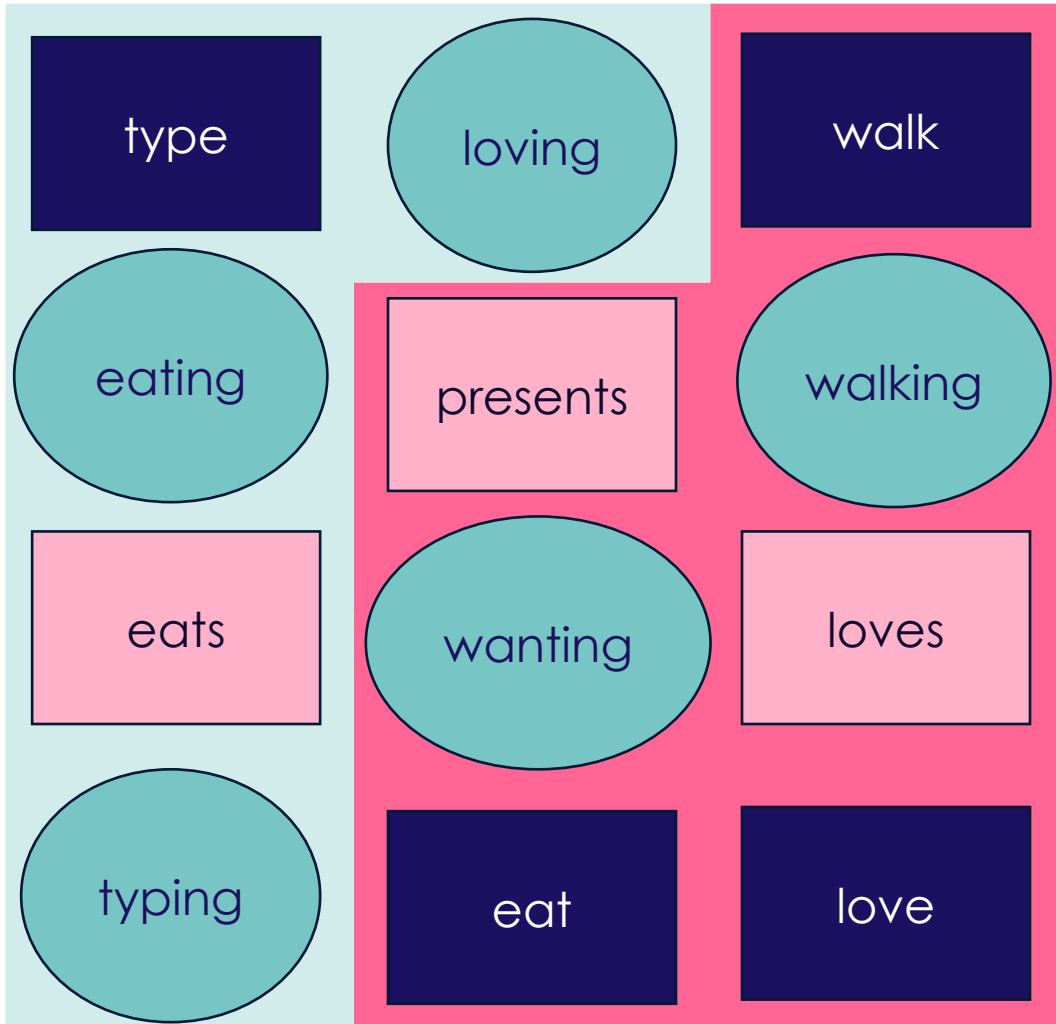 type
loving
walk
eating
presents
walking
eats
wanting
loves
typing
eat
love